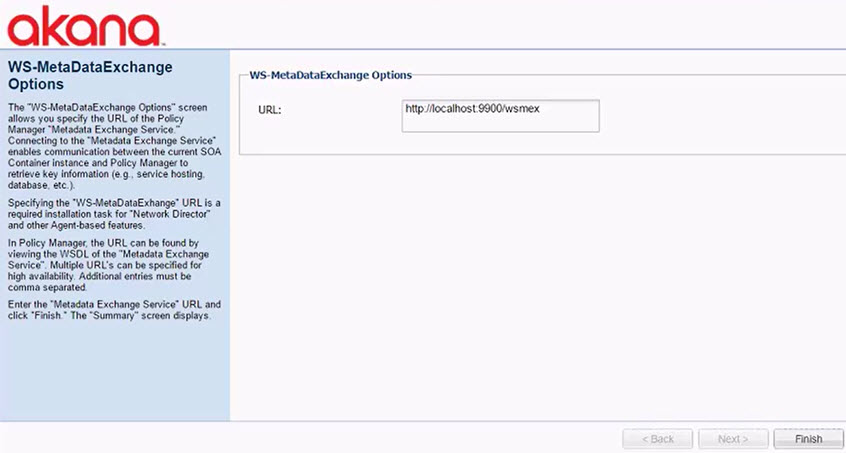 akana
WS-MetaDataExchange
Options
The "WS-MetaDataExchange Options" screen
allows you specify the URL of the Policy
Manager "Metadata Exchange Service."
Connecting to the "Metadata Exchange Service"
enables communication between the current SOA
Container instance and Policy Manager to
retrieve key information (e.g., service hosting,
database, etc.).
Specifying the "WS-MetaDataExhange" URL is a
required installation task for "Network Director"
and other Agent-based features.
In Policy Manager, the URL can be found by
viewing the WSDL of the "Metadata Exchange
Service". Multiple URL's can be specified for
high availability. Additional entries must be
comma separated.
Enter the "Metadata Exchange Service" URL and
click "Finish." The "Summary" screen displays.
WS-MetaDataExchange Options
URL:
http://localhost:9900/wsmex
< Back
Next >
Finish